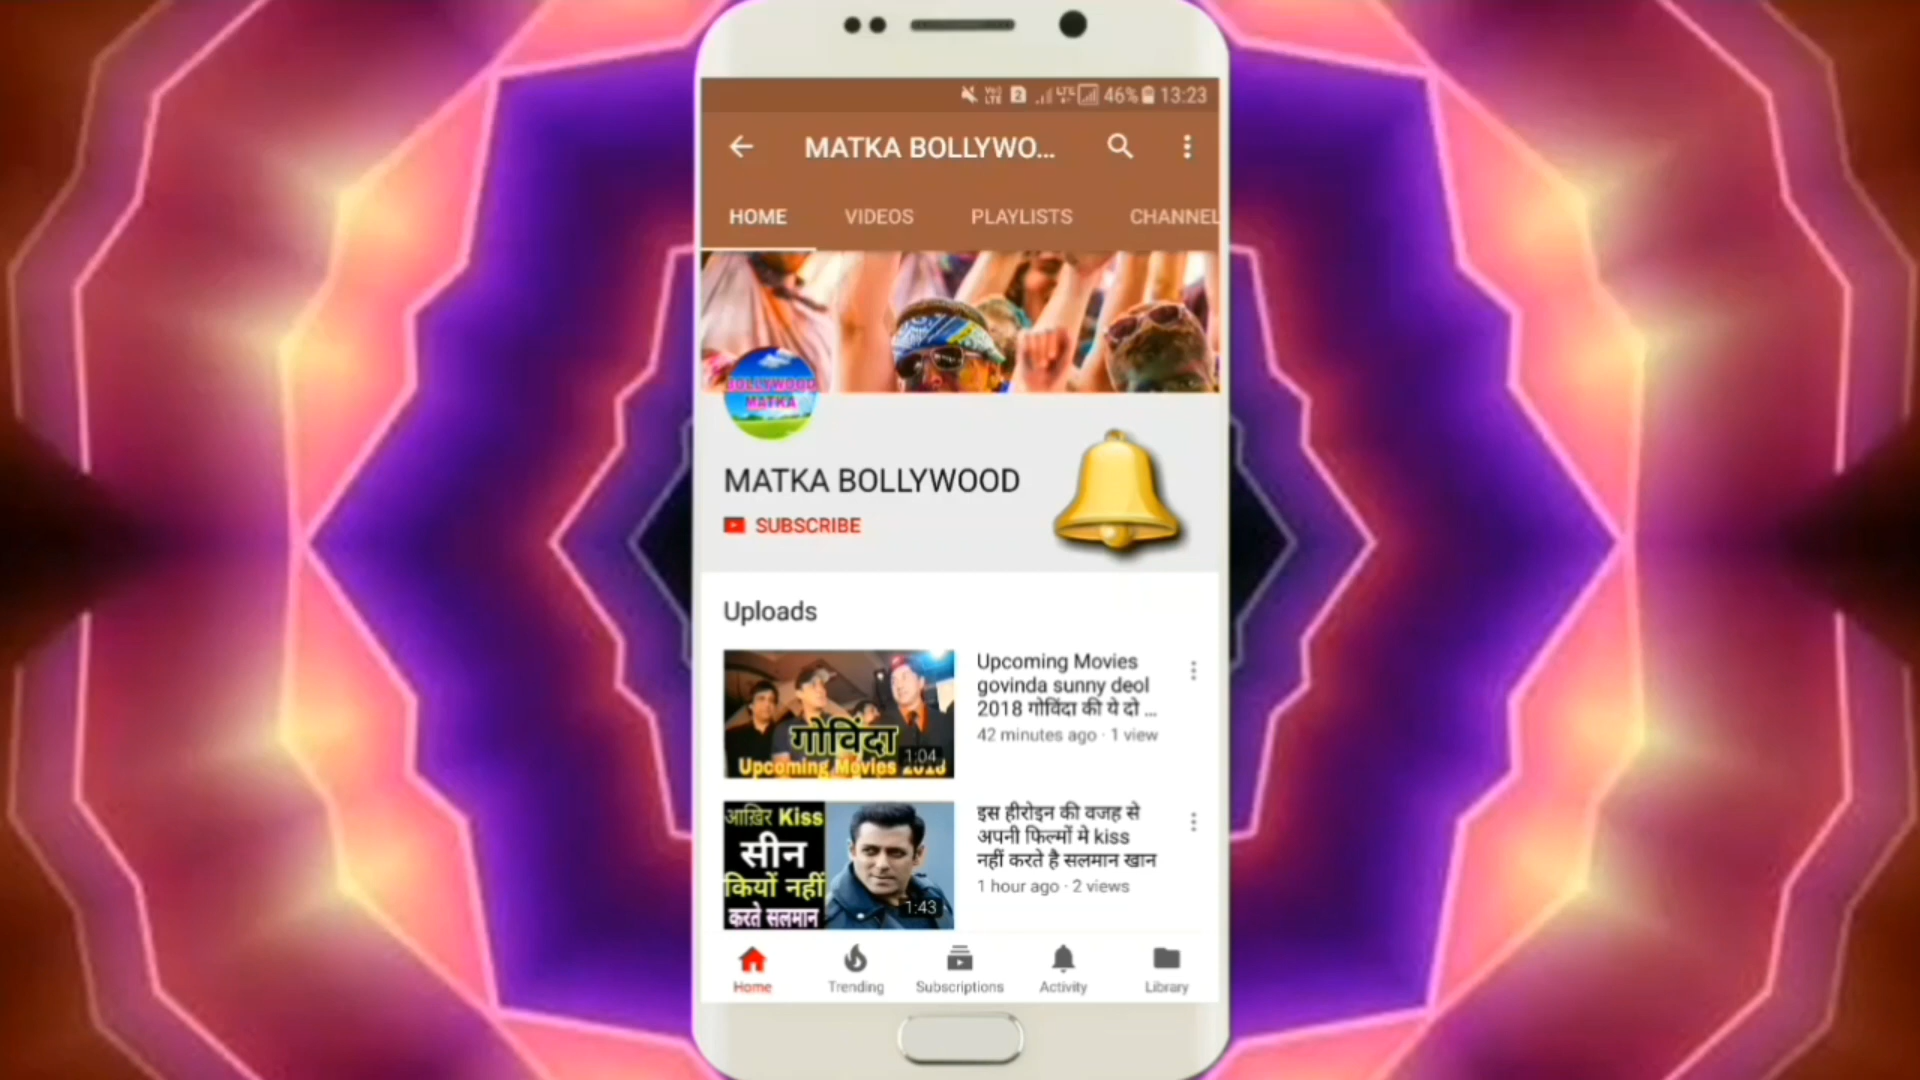 46% 13:23
MATKA BOLLYWO...
HOME VIDEOS PLAYLISTS CHANNEL
BOLLYWOOD
MATKA
MATKA BOLLYWOOD
SUBSCRIBE
Uploads
गोविंदा
1:04
Upcoming Movies 2018
Upcoming Movies
govinda sunny deol
2018 गोविंदा की ये दो ...
42 minutes ago · 1 view
आख़िर Kiss
सीन
कियों नहीं
करते सलमान
1:43
इस हीरोइन की वजह से
अपनी फिल्मों मे kiss
नहीं करते है सलमान खान
1 hour ago · 2 views
Home Trending Subscriptions Activity Library